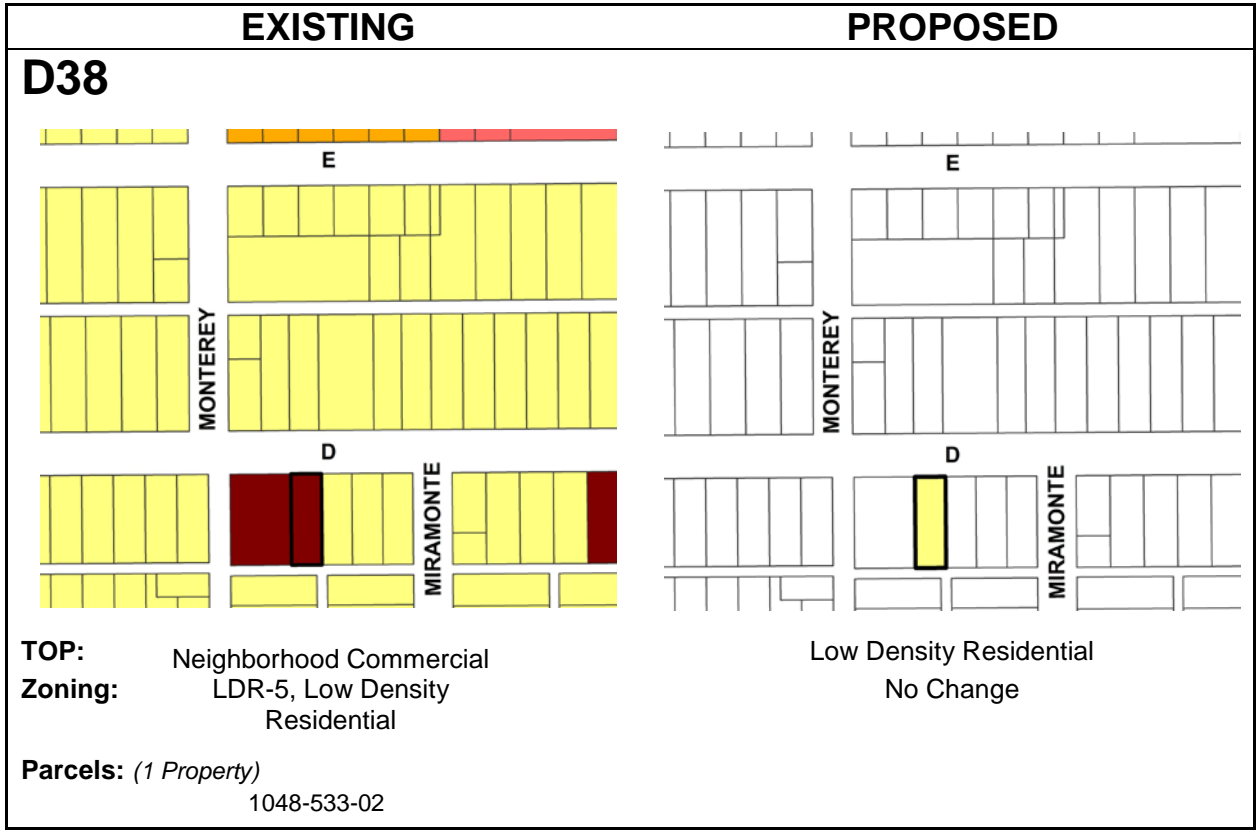 EXISTING PROPOSED
D38
E
MONTEREY
D
MIRAMONTE
E
MONTEREY
D
MIRAMONTE
TOP: Neighborhood Commercial Low Density Residential
Zoning: LDR-5, Low Density No Change
Residential
Parcels: (1 Property)
1048-533-02